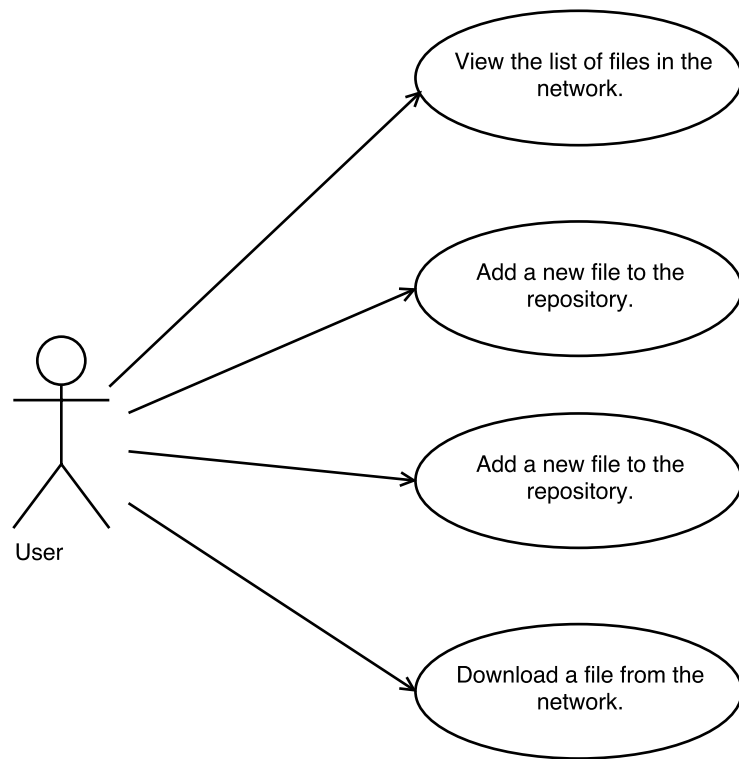 View the list of files in the
network.
Add a new file to the
repository.
Add a new file to the
repository.
User
Download a file from the
network.